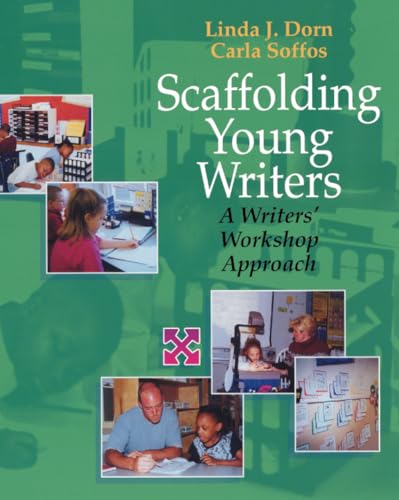 Linda J. Dorn
Carla Soffos
Scaffolding
Young
Writers
A Writers'
Workshop
Approach